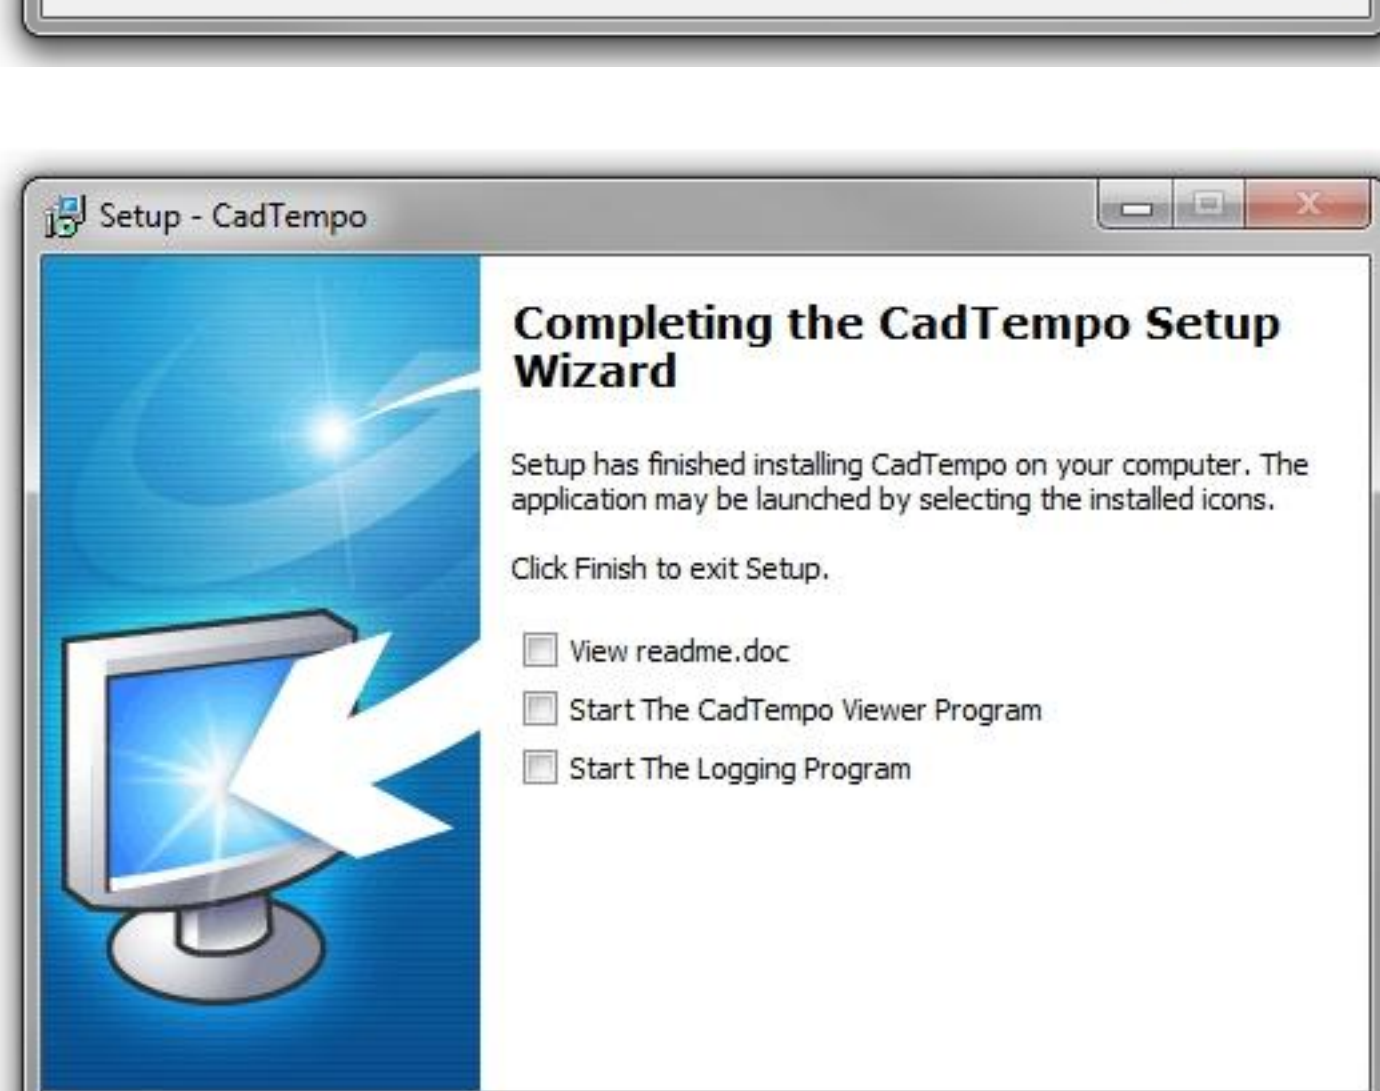 Setup - CadTempo
Completing the CadTempo Setup
Wizard
Setup has finished installing CadTempo on your computer. The
application may be launched by selecting the installed icons.
Click Finish to exit Setup.
View readme.doc
Start The CadTempo Viewer Program
Start The Logging Program